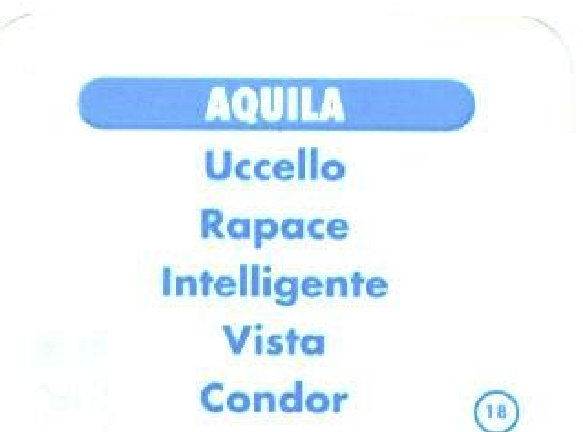 AQUILA
Uccello
Rapace
Intelligente
Vista
Condor
18